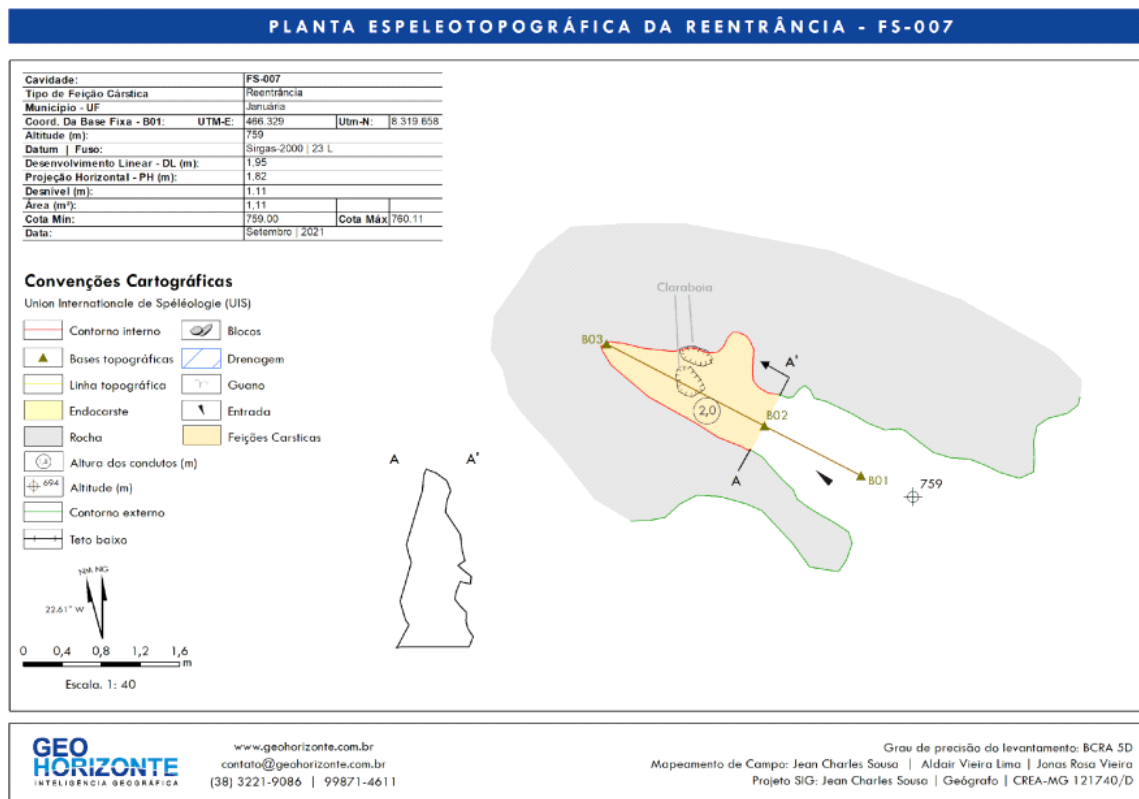 PLANTA ESPELEOTOPOGRÁFICA DA REENTRÂNCIA - FS-007
Cavidade: FS-007
Tipo de Feição Cárstica Reentrância
Município - UF Januária
Coord. Da Base Fixa - B01: UTM-E: 466.329 Utm-N: 8.319.658
Altitude (m): 759
Datum | Fuso: Sirgas-2000 | 23 L
Desenvolvimento Linear - DL (m): 1,95
Projeção Horizontal - PH (m): 1,82
Desnível (m): 1.11
Área (m²): 1,11
Cota Min: 759.00 Cota Máx 760.11
Data: Setembro | 2021
Convenções Cartográficas
Union Internationale de Spéléologie (UIS)
Contorno interno
Blocos
Bases topográficas
Drenagem
Linha topográfica
Guano
Endocarste
Entrada
Rocha
Feições Carsticas
Altura dos condutos (m)
694 Altitude (m)
Contorno externo
Teto baixo
NM NG
22.61° W
0 0,4 0,8 1,2 1,6
m
Escala. 1: 40
A A'
Claraboia
B03
A'
2,0
B02
A
B01
759
GEO
HORIZONTE
INTELIGÊNCIA GEOGRÁFICA
www.geohorizonte.com.br
contato@geohorizonte.com.br
(38) 3221-9086 | 99871-4611
Grau de precisão do levantamento: BCRA 5D
Mapeamento de Campo: Jean Charles Sousa | Aldair Vieira Lima | Jonas Rosa Vieira
Projeto SIG: Jean Charles Sousa | Geógrafo | CREA-MG 121740/D